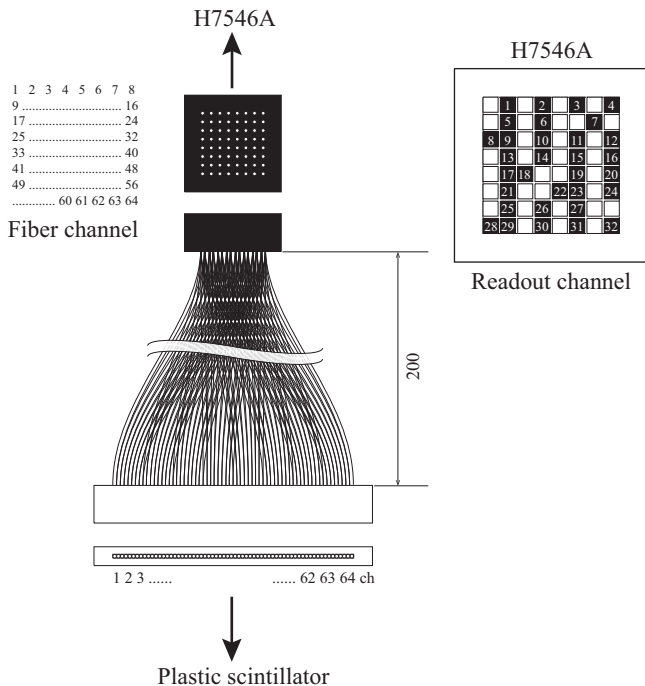 H7546A
1 2 3 4 5 6 7 8
9 ............................. 16
17 ........................... 24
25 ........................... 32
33 ........................... 40
41 ........................... 48
49 ........................... 56
............. 60 61 62 63 64
Fiber channel
H7546A
1 2 3 4
5 6 7
8 9 10 11 12
13 14 15 16
17 18 19 20
21 22 23 24
25 26 27
28 29 30 31 32
Readout channel
200
1 2 3 ...... ...... 62 63 64 ch
Plastic scintillator